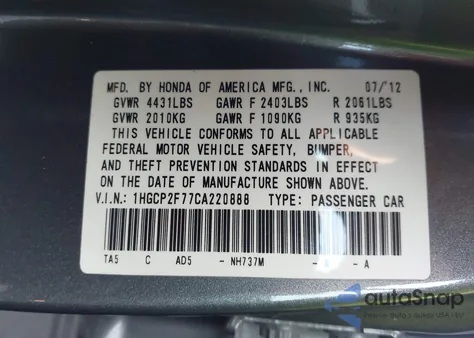 MFD. BY HONDA OF AMERICA MFG., INC. 07/'12
GVWR 4431LBS GAWR F 2403LBS R 2061LBS
GVWR 2010KG GAWR F 1090KG R 935KG
THIS VEHICLE CONFORMS TO ALL APPLICABLE
FEDERAL MOTOR VEHICLE SAFETY, BUMPER,
AND THEFT PREVENTION STANDARDS IN EFFECT
ON THE DATE OF MANUFACTURE SHOWN ABOVE.
V.I.N.: 1HGCP2F77CA220888 TYPE: PASSENGER CAR
TA5 C AD5 - NH737M - - A
autoSnap